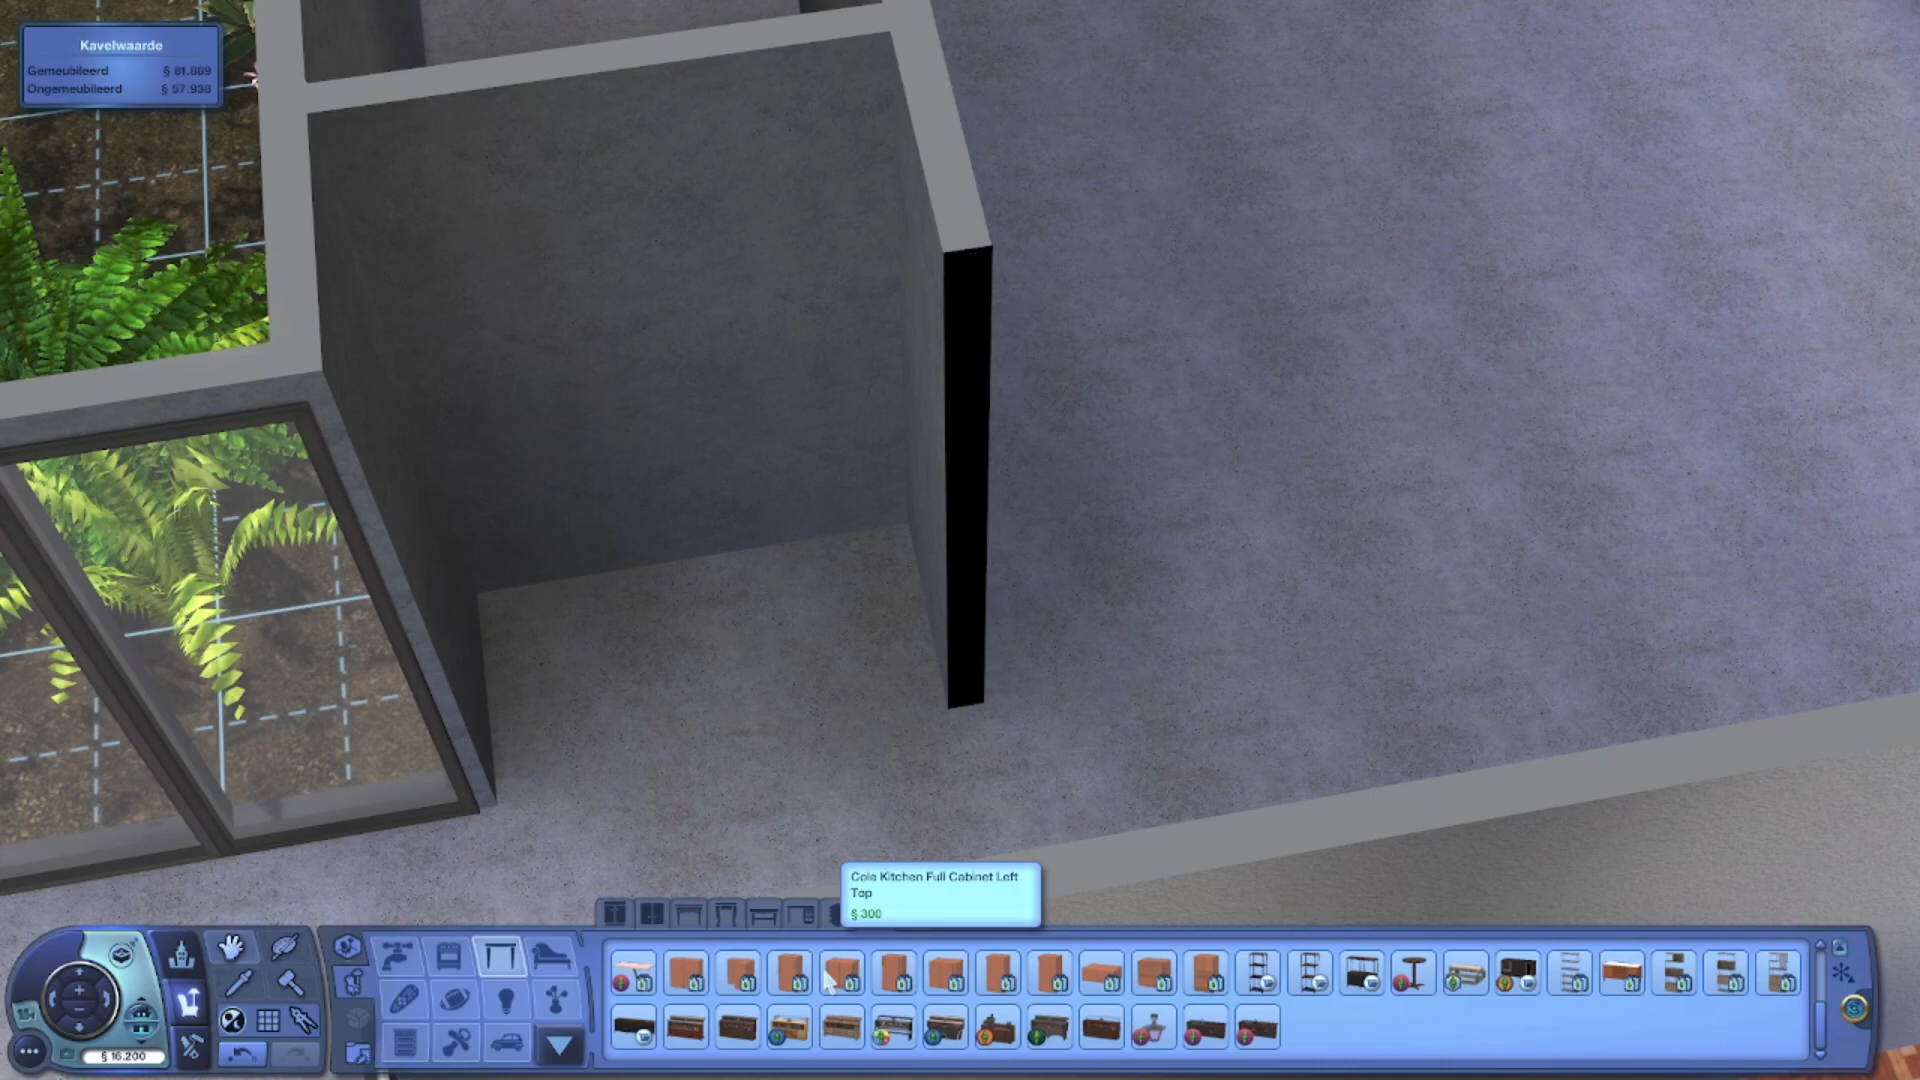 Kavelwaarde
Gemeubileerd § 81.889
Ongemeubileerd § 57.938
Cole Kitchen Full Cabinet Left
Top
§ 300
§ 16.200